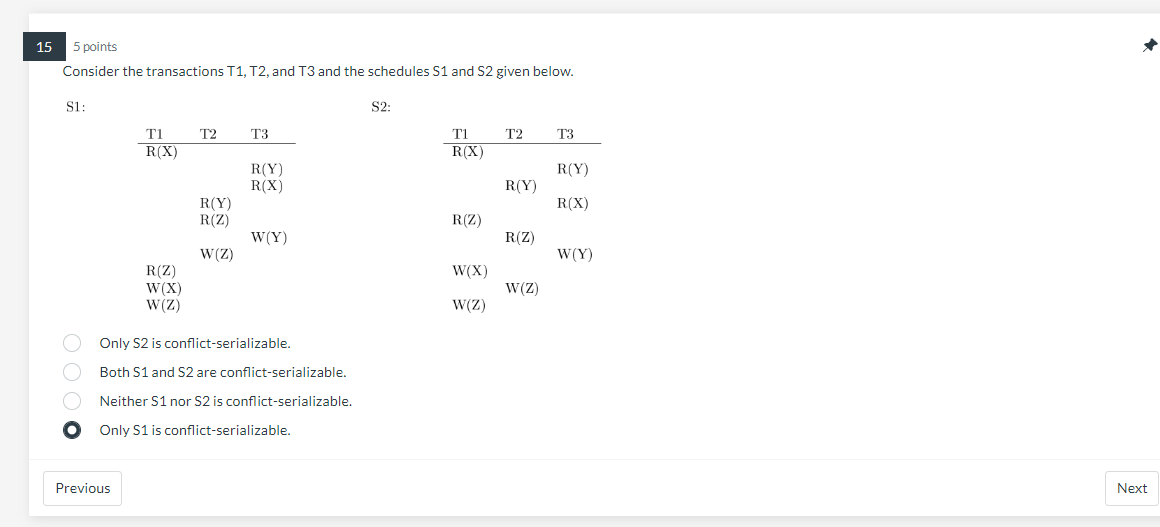 15 5 points
Consider the transactions T1, T2, and T3 and the schedules S1 and S2 given below.
S1: S2:
T1 T2 T3 T1 T2 T3
R(X) R(X)
R(Y) R(Y)
R(X) R(Y)
R(Y) R(X)
R(Z) R(Z)
W(Y) R(Z)
W(Z) W(Y)
R(Z) W(X)
W(X) W(Z)
W(Z) W(Z)
Only S2 is conflict-serializable.
Both S1 and S2 are conflict-serializable.
Neither S1 nor S2 is conflict-serializable.
Only S1 is conflict-serializable.
Previous Next